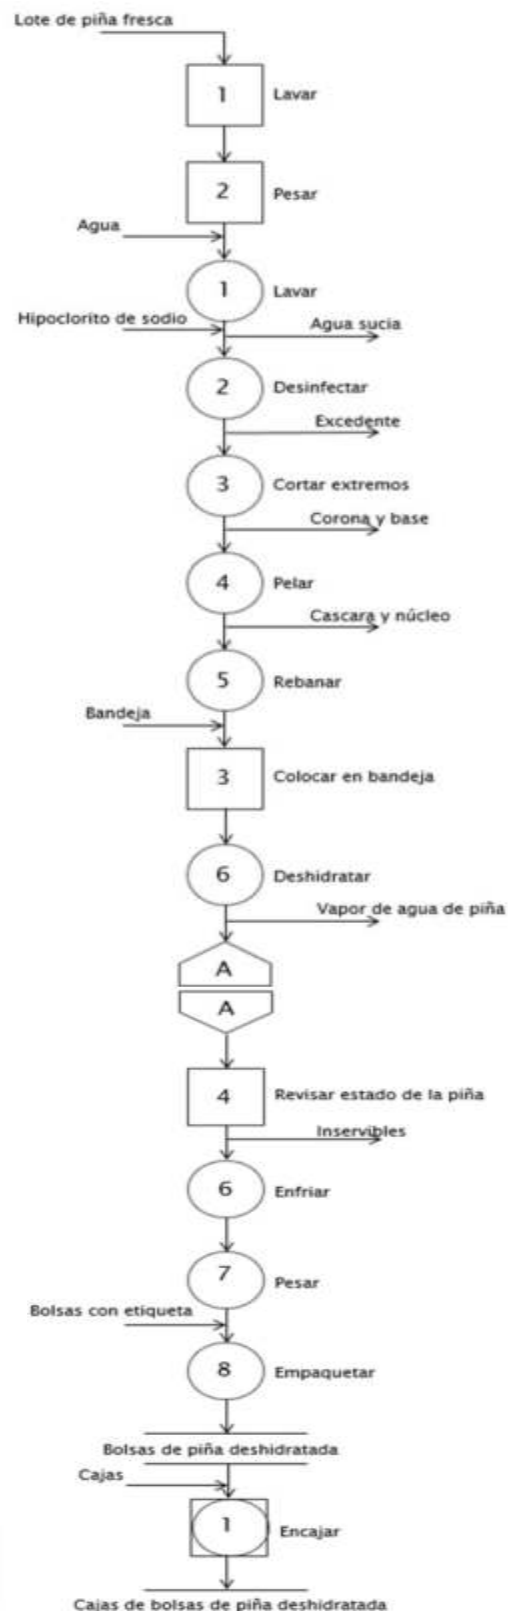 Lote de piña fresca
1 Lavar
2 Pesar
Agua
1 Lavar
Hipoclorito de sodio
Agua sucia
2 Desinfectar
Excedente
3 Cortar extremos
Corona y base
4 Pelar
Cascara y núcleo
5 Rebanar
Bandeja
3 Colocar en bandeja
6 Deshidratar
Vapor de agua de piña
A
A
4 Revisar estado de la piña
Inservibles
6 Enfriar
7 Pesar
Bolsas con etiqueta
8 Empaquetar
Bolsas de piña deshidratada
Cajas
1 Encajar
Cajas de bolsas de piña deshidratada